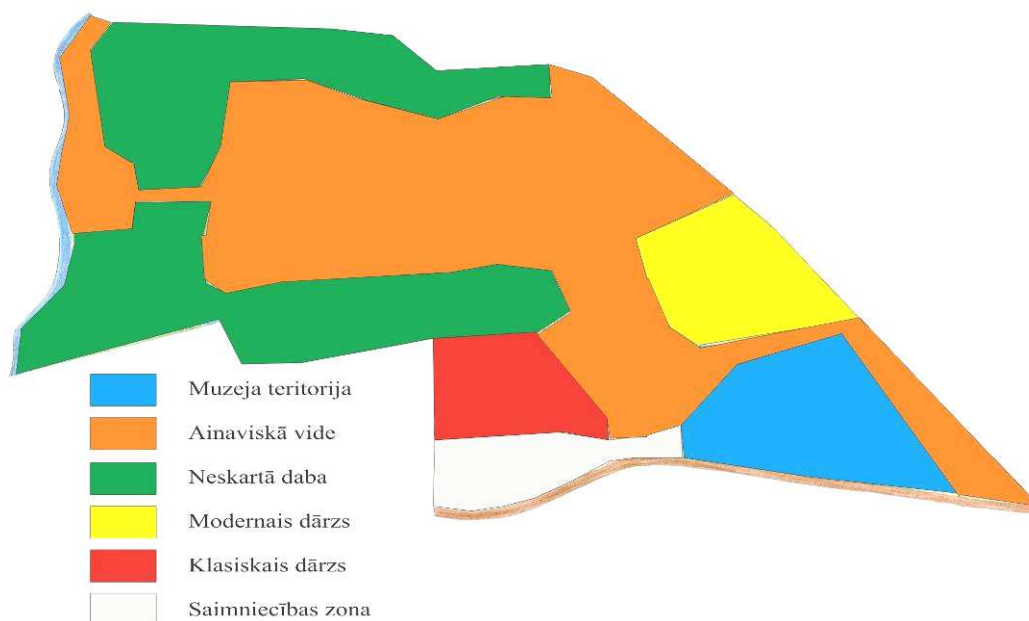 Muzeja teritorija
Ainaviskā vide
Neskartā daba
Modernais dārzs
Klasiskais dārzs
Saimniecības zona